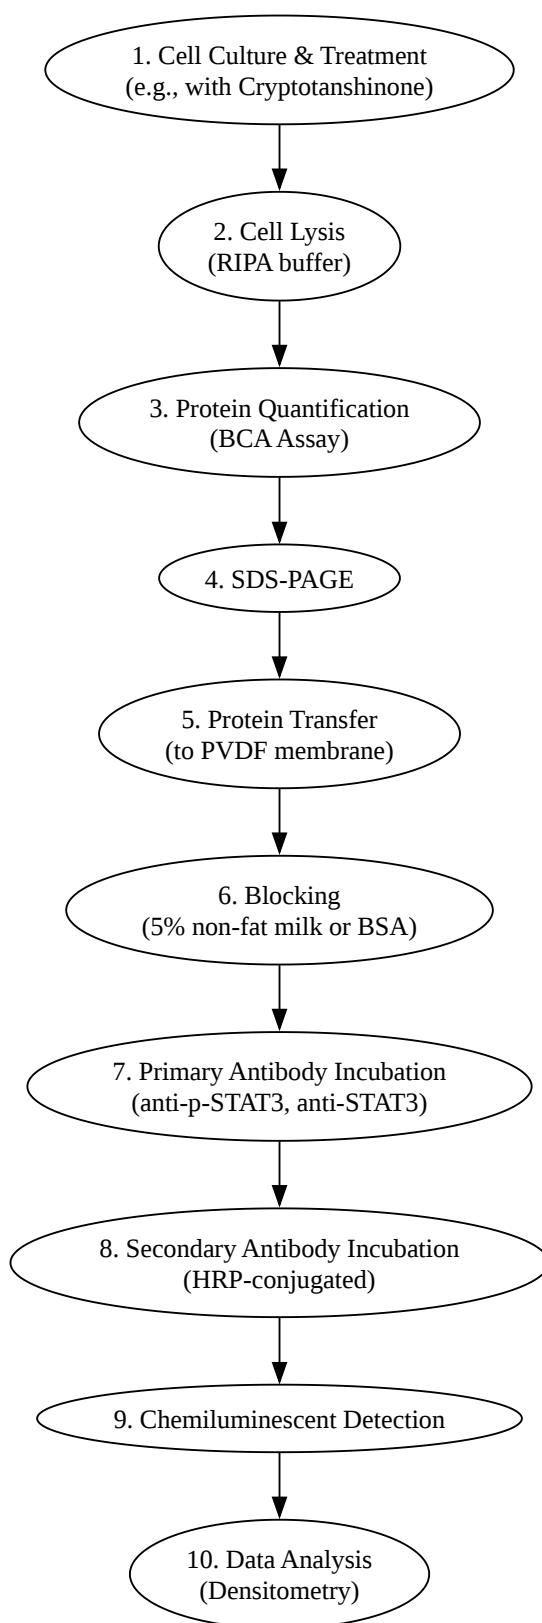 1. Cell Culture & Treatment
(e.g., with Cryptotanshinone)
2. Cell Lysis
(RIPA buffer)
3. Protein Quantification
(BCA Assay)
4. SDS-PAGE
5. Protein Transfer
(to PVDF membrane)
6. Blocking
(5% non-fat milk or BSA)
7. Primary Antibody Incubation
(anti-p-STAT3, anti-STAT3)
8. Secondary Antibody Incubation
(HRP-conjugated)
9. Chemiluminescent Detection
10. Data Analysis
(Densitometry)